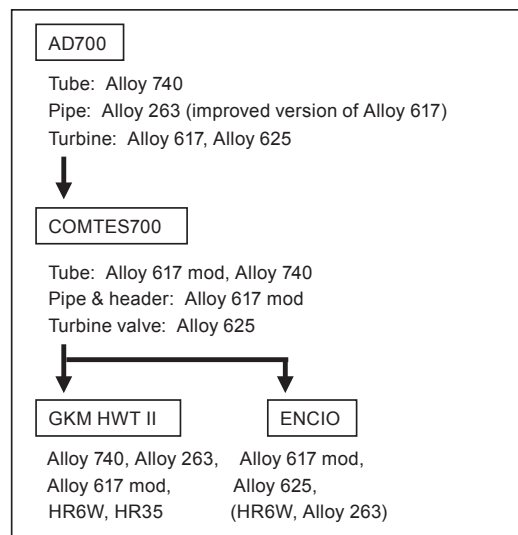 AD700
Tube: Alloy 740
Pipe: Alloy 263 (improved version of Alloy 617)
Turbine: Alloy 617, Alloy 625
COMTES700
Tube: Alloy 617 mod, Alloy 740
Pipe & header: Alloy 617 mod
Turbine valve: Alloy 625
GKM HWT II
Alloy 740, Alloy 263,
Alloy 617 mod,
HR6W, HR35
ENCIO
Alloy 617 mod,
Alloy 625,
(HR6W, Alloy 263)